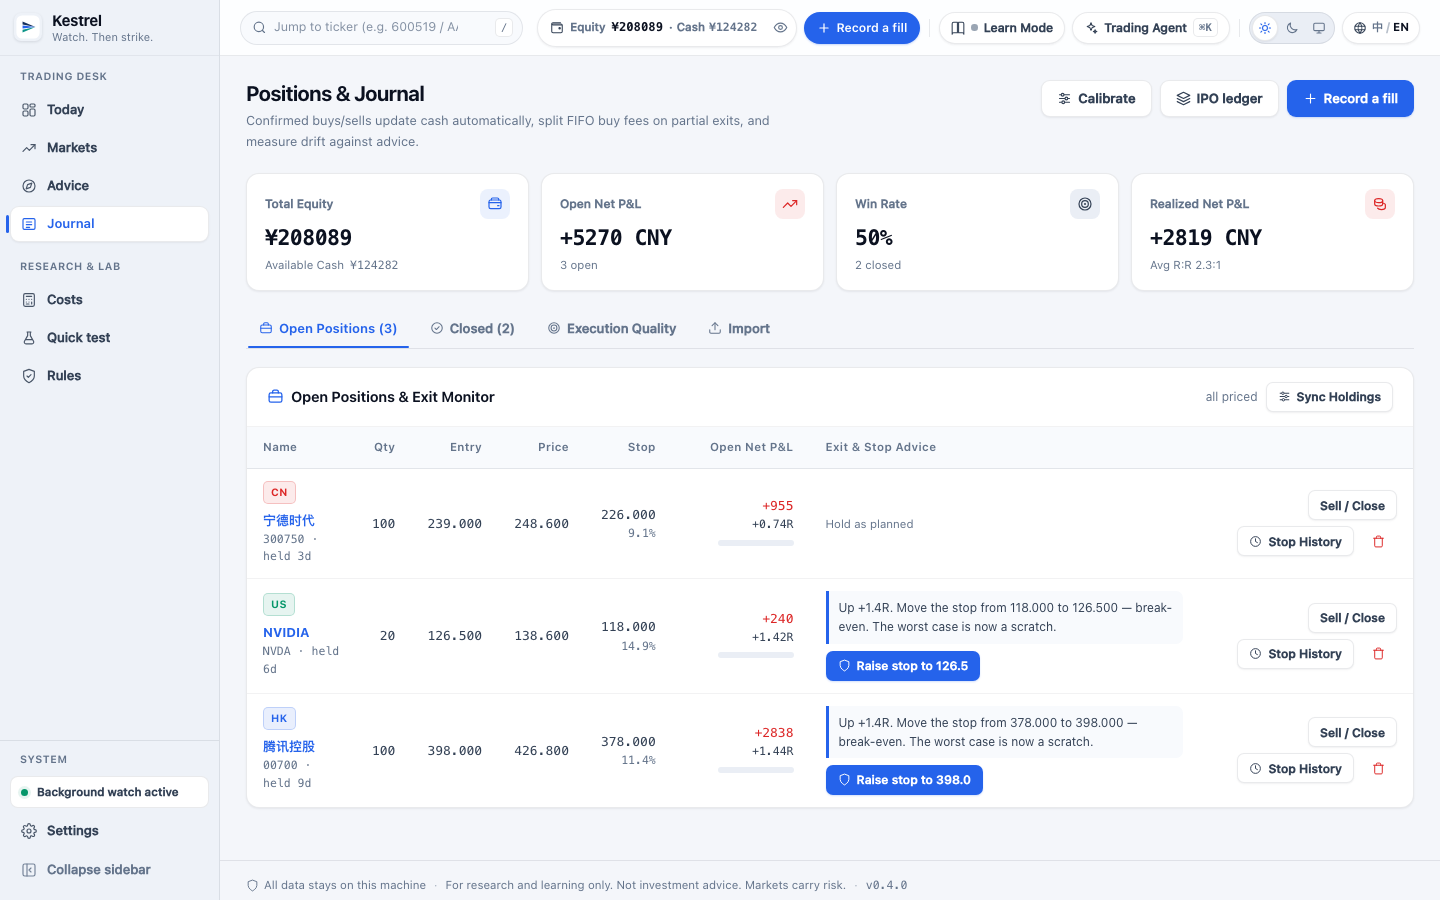 Kestrel
Watch. Then strike.
Jump to ticker (e.g. 600519 /
/
Equity ¥208089 · Cash ¥124282
Record a fill
Learn Mode
Trading Agent ⌘K
中 / EN
TRADING DESK
Today
Markets
Advice
Journal
RESEARCH & LAB
Costs
Quick test
Rules
SYSTEM
Background watch active
Settings
Collapse sidebar
Positions & Journal
Confirmed buys/sells update cash automatically, split FIFO buy fees on partial exits, and
measure drift against advice.
Calibrate
IPO ledger
Record a fill
Total Equity
¥208089
Available Cash ¥124282
Open Net P&L
+5270 CNY
3 open
Win Rate
50%
2 closed
Realized Net P&L
+2819 CNY
Avg R:R 2.3:1
Open Positions (3)
Closed (2)
Execution Quality
Import
Open Positions & Exit Monitor
all priced
Sync Holdings
Name Qty Entry Price Stop Open Net P&L Exit & Stop Advice
CN
宁德时代
300750 ·
held 3d
100
239.000
248.600
226.000
9.1%
+955
+0.74R
Hold as planned
Sell / Close
Stop History
US
NVIDIA
NVDA · held
6d
20
126.500
138.600
118.000
14.9%
+240
+1.42R
Up +1.4R. Move the stop from 118.000 to 126.500 — break-
even. The worst case is now a scratch.
Raise stop to 126.5
Sell / Close
Stop History
HK
腾讯控股
00700 ·
held 9d
100
398.000
426.800
378.000
11.4%
+2838
+1.44R
Up +1.4R. Move the stop from 378.000 to 398.000 —
break-even. The worst case is now a scratch.
Raise stop to 398.0
Sell / Close
Stop History
All data stays on this machine · For research and learning only. Not investment advice. Markets carry risk. · v0.4.0